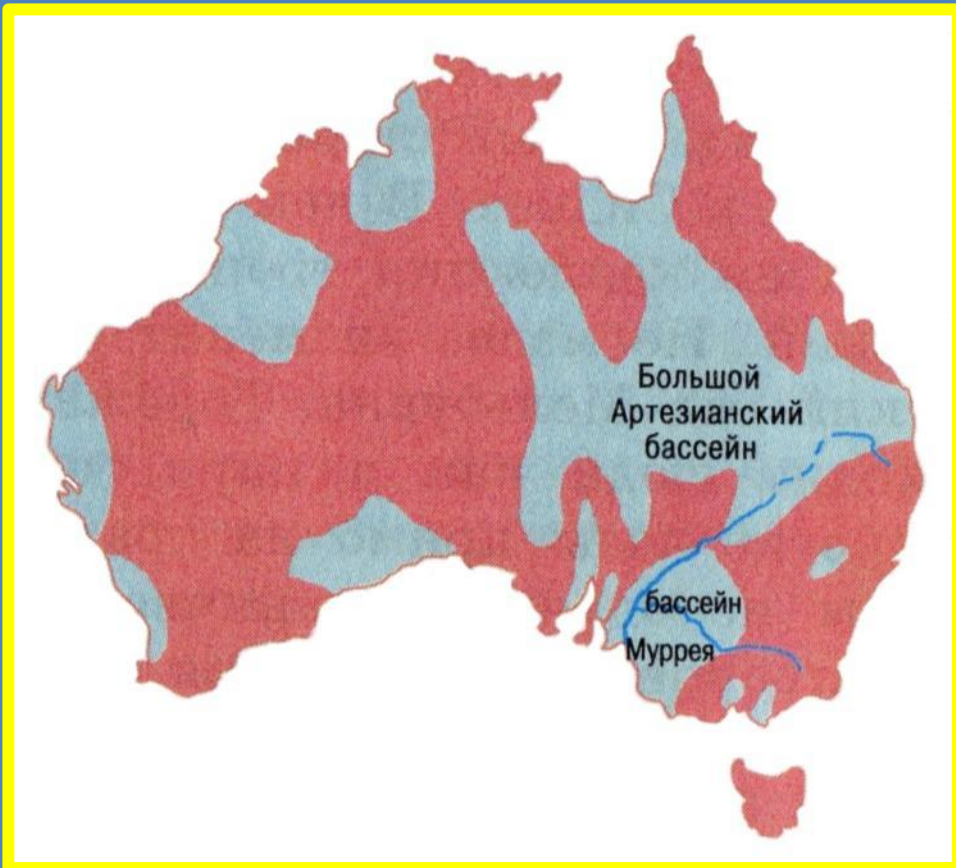 Большой
Артезианский
бассейн
бассейн
Муррея